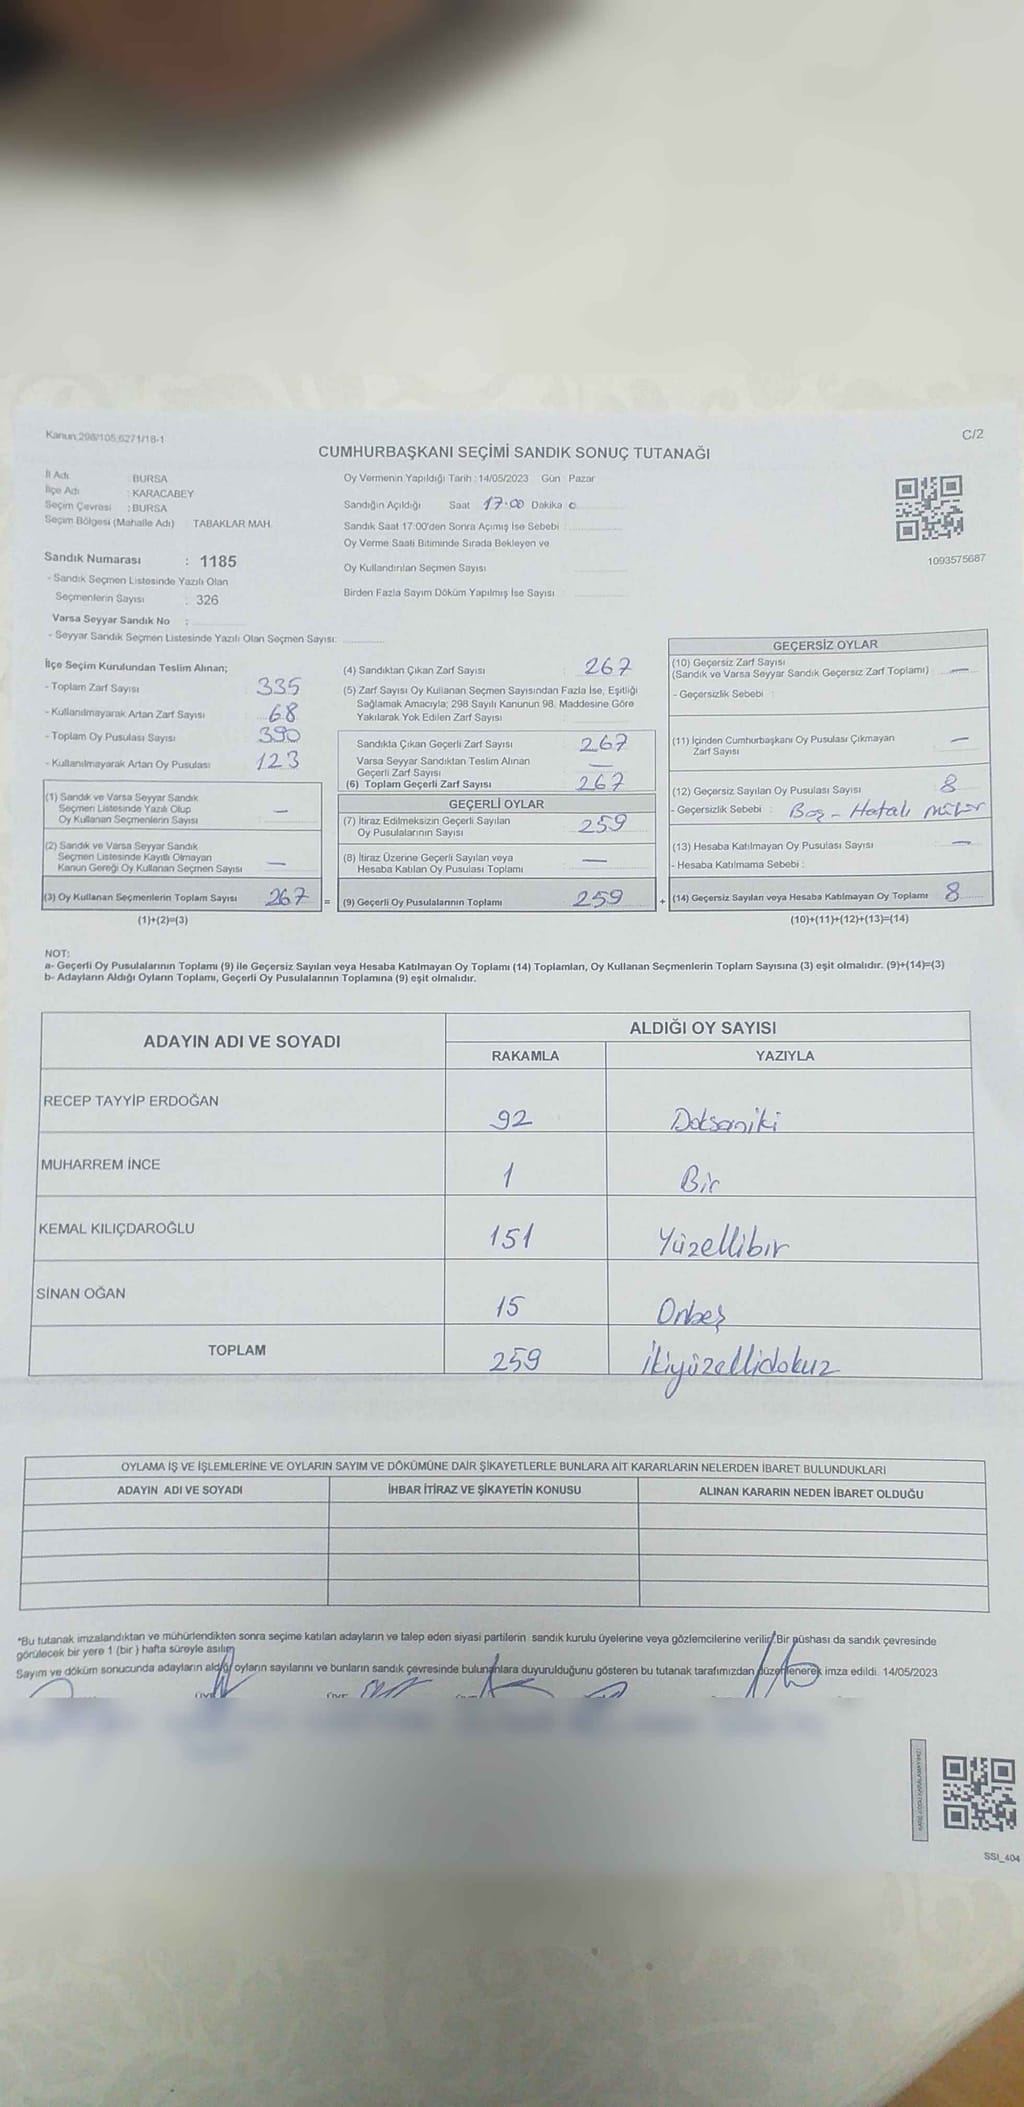 Kanun 298/105,6271/18-1
C/2
CUMHURBAŞKANI SEÇİMİ SANDIK SONUÇ TUTANAĞI
İl Adı : BURSA
İlçe Adı : KARACABEY
Seçim Çevresi : BURSA
Seçim Bölgesi (Mahalle Adı) TABAKLAR MAH.
Sandık Numarası : 1185
- Sandık Seçmen Listesinde Yazılı Olan
Seçmenlerin Sayısı : 326
Varsa Seyyar Sandık No :
- Seyyar Sandık Seçmen Listesinde Yazılı Olan Seçmen Sayısı:
Oy Vermenin Yapıldığı Tarih : 14/05/2023 Gün : Pazar
Sandığın Açıldığı Saat 17:00 Dakika 0
Sandık Saat 17:00'den Sonra Açımış İse Sebebi :
Oy Verme Saati Bitiminde Sırada Bekleyen ve
Oy Kullandırılan Seçmen Sayısı
Birden Fazla Sayım Döküm Yapılmış İse Sayısı
1093575687
İlçe Seçim Kurulundan Teslim Alınan;
- Toplam Zarf Sayısı 335
- Kullanılmayarak Artan Zarf Sayısı 68
- Toplam Oy Pusulası Sayısı 390
- Kullanılmayarak Artan Oy Pusulası 123
(1) Sandık ve Varsa Seyyar Sandık
Seçmen Listesinde Yazılı Olup
Oy Kullanan Seçmenlerin Sayısı —
(2) Sandık ve Varsa Seyyar Sandık
Seçmen Listesinde Kayıtlı Olmayan
Kanun Gereği Oy Kullanan Seçmen Sayısı —
(3) Oy Kullanan Seçmenlerin Toplam Sayısı 267 =
(1)+(2)=(3)
(4) Sandıktan Çıkan Zarf Sayısı : 267
(5) Zarf Sayısı Oy Kullanan Seçmen Sayısından Fazla İse, Eşitliği
Sağlamak Amacıyla; 298 Sayılı Kanunun 98. Maddesine Göre
Yakılarak Yok Edilen Zarf Sayısı :
Sandıkta Çıkan Geçerli Zarf Sayısı 267
Varsa Seyyar Sandıktan Teslim Alınan
Geçerli Zarf Sayısı —
(6) Toplam Geçerli Zarf Sayısı 267
GEÇERLİ OYLAR
(7) İtiraz Edilmeksizin Geçerli Sayılan
Oy Pusulalarının Sayısı 259
(8) İtiraz Üzerine Geçerli Sayılan veya
Hesaba Katılan Oy Pusulası Toplamı —
(9) Geçerli Oy Pusulalarının Toplamı 259 +
GEÇERSİZ OYLAR
(10) Geçersiz Zarf Sayısı
(Sandık ve Varsa Seyyar Sandık Geçersiz Zarf Toplamı) —
- Geçersizlik Sebebi :
(11) İçinden Cumhurbaşkanı Oy Pusulası Çıkmayan
Zarf Sayısı —
(12) Geçersiz Sayılan Oy Pusulası Sayısı 8
- Geçersizlik Sebebi : Boş - Hatalı mühür
(13) Hesaba Katılmayan Oy Pusulası Sayısı —
- Hesaba Katılmama Sebebi :
(14) Geçersiz Sayılan veya Hesaba Katılmayan Oy Toplamı 8
(10)+(11)+(12)+(13)=(14)
NOT:
a- Geçerli Oy Pusulalarının Toplamı (9) ile Geçersiz Sayılan veya Hesaba Katılmayan Oy Toplamı (14) Toplamları, Oy Kullanan Seçmenlerin Toplam Sayısına (3) eşit olmalıdır. (9)+(14)=(3)
b- Adayların Aldığı Oyların Toplamı, Geçerli Oy Pusulalarının Toplamına (9) eşit olmalıdır.
ADAYIN ADI VE SOYADI ALDIĞI OY SAYISI
RAKAMLA YAZIYLA
RECEP TAYYİP ERDOĞAN 92 Doksaniki
MUHARREM İNCE 1 Bir
KEMAL KILIÇDAROĞLU 151 Yüzellibir
SİNAN OĞAN 15 Onbeş
TOPLAM 259 İkiyüzellidokuz
OYLAMA İŞ VE İŞLEMLERİNE VE OYLARIN SAYIM VE DÖKÜMÜNE DAİR ŞİKAYETLERLE BUNLARA AİT KARARLARIN NELERDEN İBARET BULUNDUKLARI
ADAYIN ADI VE SOYADI İHBAR İTİRAZ VE ŞİKAYETİN KONUSU ALINAN KARARIN NEDEN İBARET OLDUĞU
*Bu tutanak imzalandıktan ve mühürlendikten sonra seçime katılan adayların ve talep eden siyasi partilerin sandık kurulu üyelerine veya gözlemcilerine verilir. Bir nüshası da sandık çevresinde
görülecek bir yere 1 (bir ) hafta süreyle asılır.
Sayım ve döküm sonucunda adayların aldığı oyların sayılarını ve bunların sandık çevresinde bulunanlara duyurulduğunu gösteren bu tutanak tarafımızdan düzenlenerek imza edildi. 14/05/2023
SSI_404